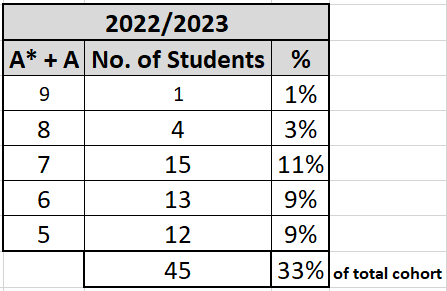 2022/2023
A* + A No. of Students %
9 1 1%
8 4 3%
7 15 11%
6 13 9%
5 12 9%
45 33% of total cohort